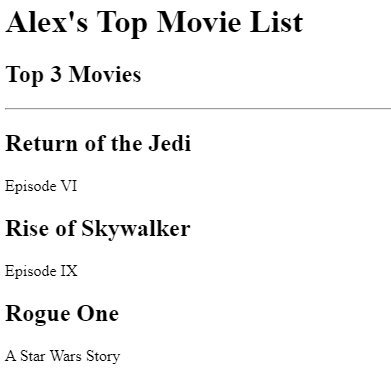 Alex's Top Movie List
Top 3 Movies
Return of the Jedi
Episode VI
Rise of Skywalker
Episode IX
Rogue One
A Star Wars Story